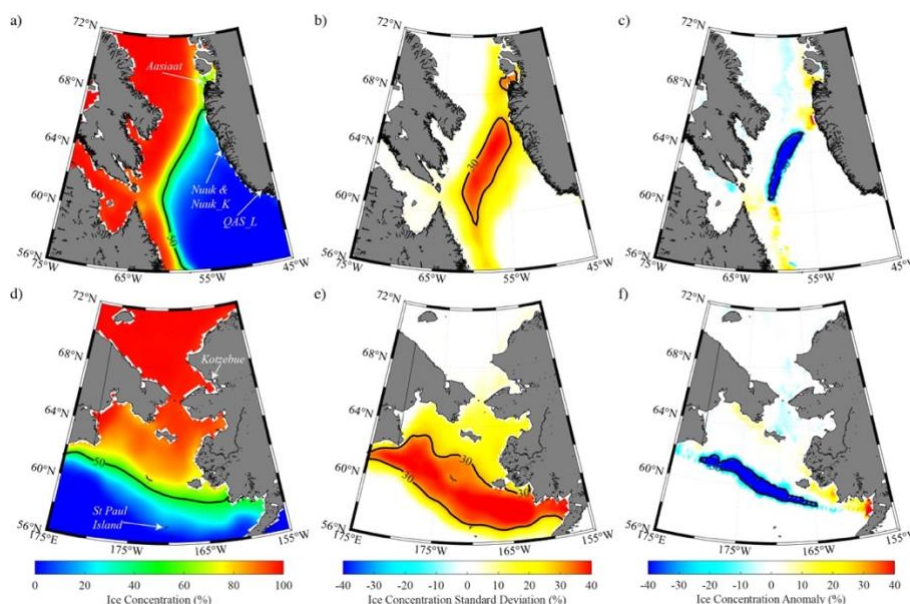 a)
72°N
68°N
64°N
60°N
56°N
75°W
65°W
55°W
45°W
Aasiaat
Nuuk &
Nuuk_K
QAS_L
50
b)
72°N
68°N
64°N
60°N
56°N
75°W
65°W
55°W
45°W
30
c)
72°N
68°N
64°N
60°N
56°N
75°W
65°W
55°W
45°W
d)
72°N
68°N
64°N
60°N
56°N
175°E
175°W
165°W
155°W
Kotzebue
50
St Paul
Island
e)
72°N
68°N
64°N
60°N
56°N
175°E
175°W
165°W
155°W
30
30
30
f)
72°N
68°N
64°N
60°N
56°N
175°E
175°W
165°W
155°W
0 20 40 60 80 100
Ice Concentration (%)
-40 -30 -20 -10 0 10 20 30 40
Ice Concentration Standard Deviation (%)
-40 -30 -20 -10 0 10 20 30 40
Ice Concentration Anomaly (%)